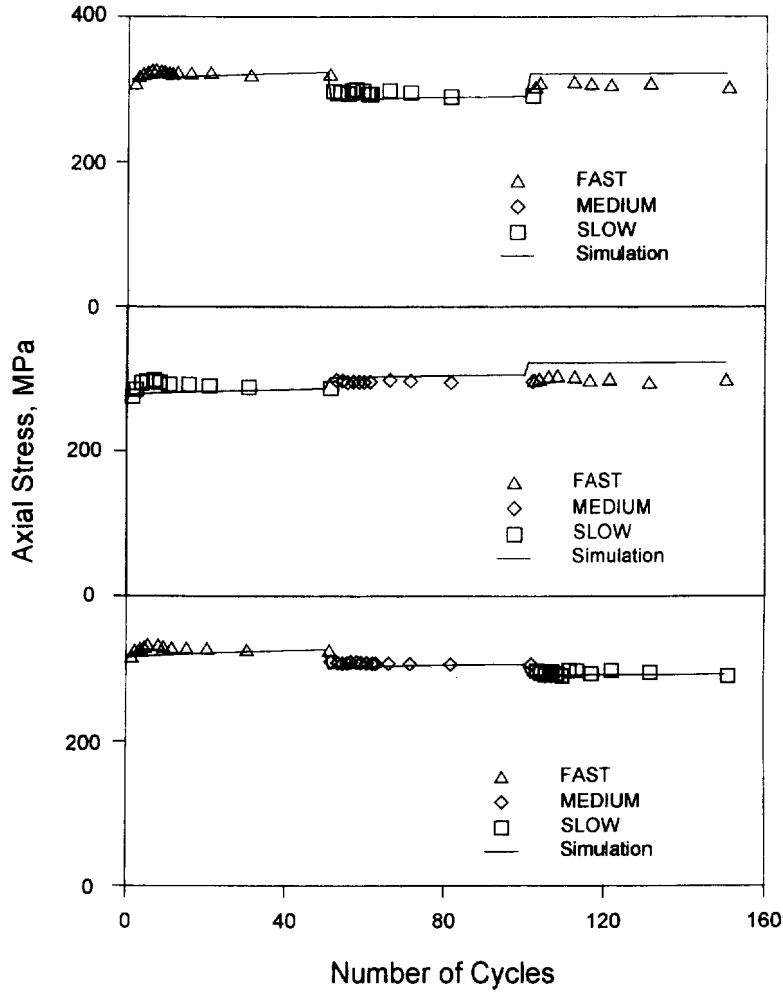 400
200
FAST
MEDIUM
SLOW
Simulation
0
Axial Stress, MPa
200
FAST
MEDIUM
SLOW
Simulation
0
200
FAST
MEDIUM
SLOW
Simulation
0
0 40 80 120 160
Number of Cycles